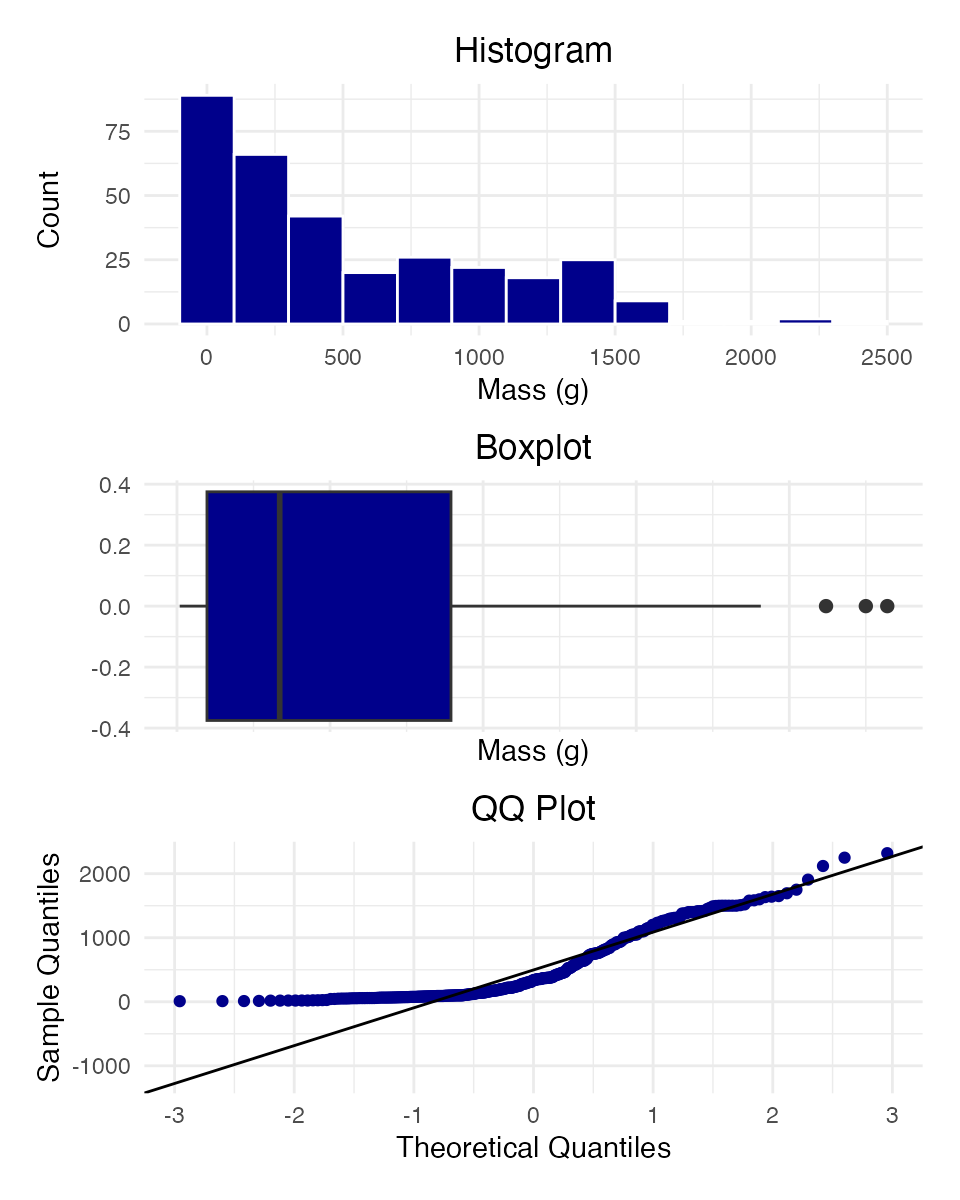 Histogram
75
50
25
0
Count
0 500 1000 1500 2000 2500
Mass (g)
Boxplot
0.4
0.2
0.0
-0.2
-0.4
Mass (g)
QQ Plot
2000
1000
0
-1000
Sample Quantiles
-3 -2 -1 0 1 2 3
Theoretical Quantiles